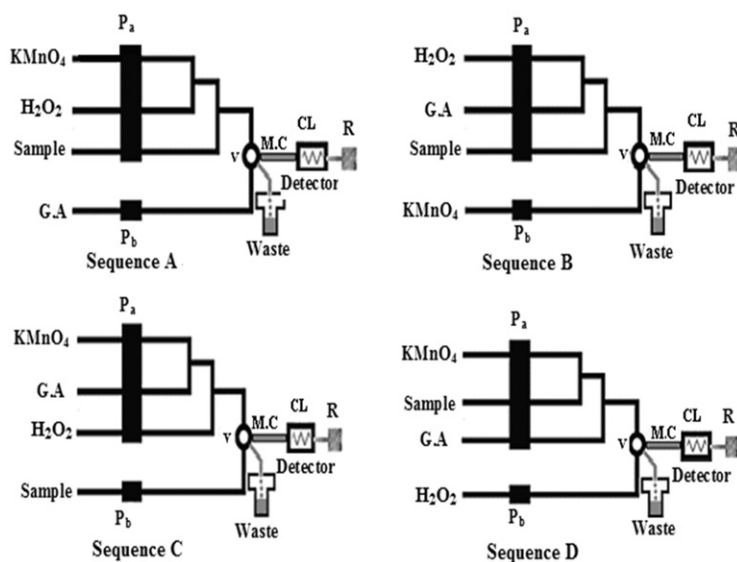 Pa
KMnO4
H2O2
Sample
G.A
Pb
V
M.C
CL
R
Detector
Waste
Sequence A
Pa
H2O2
G.A
Sample
KMnO4
Pb
V
M.C
CL
R
Detector
Waste
Sequence B
Pa
KMnO4
G.A
H2O2
Sample
Pb
V
M.C
CL
R
Detector
Waste
Sequence C
Pa
KMnO4
Sample
G.A
H2O2
Pb
V
M.C
CL
R
Detector
Waste
Sequence D